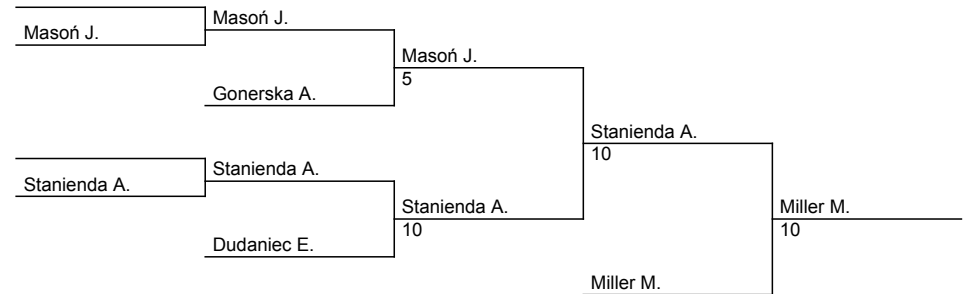 Masoń J.
Masoń J.
Masoń J.
5
Gonerska A.
Stanienda A.
10
Stanienda A.
Stanienda A.
Stanienda A.
10
Miller M.
10
Dudaniec E.
Miller M.